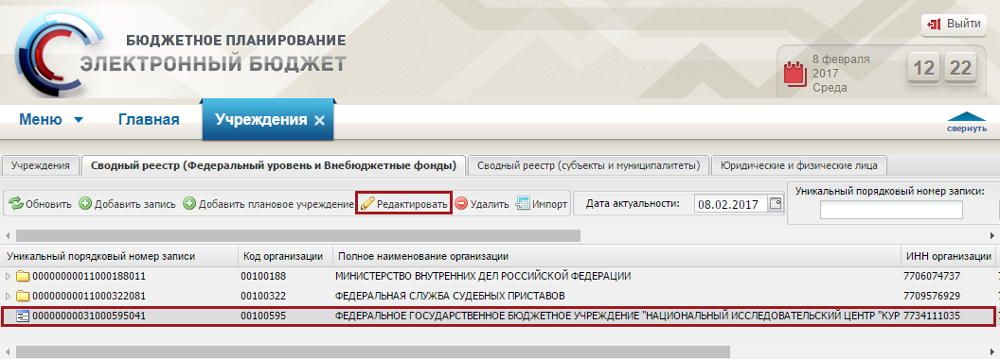 БЮДЖЕТНОЕ ПЛАНИРОВАНИЕ
ЭЛЕКТРОННЫЙ БЮДЖЕТ
Выйти
8 февраля
2017
Среда
12 22
Меню Главная Учреждения
свернуть
Учреждения Сводный реестр (Федеральный уровень и Внебюджетные фонды) Сводный реестр (субъекты и муниципалитеты) Юридические и физические лица
Обновить Добавить запись Добавить плановое учреждение Редактировать Удалить Импорт Дата актуальности: 08.02.2017 Уникальный порядковый номер записи:
Уникальный порядковый номер записи Код организации Полное наименование организации ИНН организации
00000000011000188011 00100188 МИНИСТЕРСТВО ВНУТРЕННИХ ДЕЛ РОССИЙСКОЙ ФЕДЕРАЦИИ 7706074737
00000000011000322081 00100322 ФЕДЕРАЛЬНАЯ СЛУЖБА СУДЕБНЫХ ПРИСТАВОВ 7709576929
00000000031000595041 00100595 ФЕДЕРАЛЬНОЕ ГОСУДАРСТВЕННОЕ БЮДЖЕТНОЕ УЧРЕЖДЕНИЕ "НАЦИОНАЛЬНЫЙ ИССЛЕДОВАТЕЛЬСКИЙ ЦЕНТР "КУР 7734111035